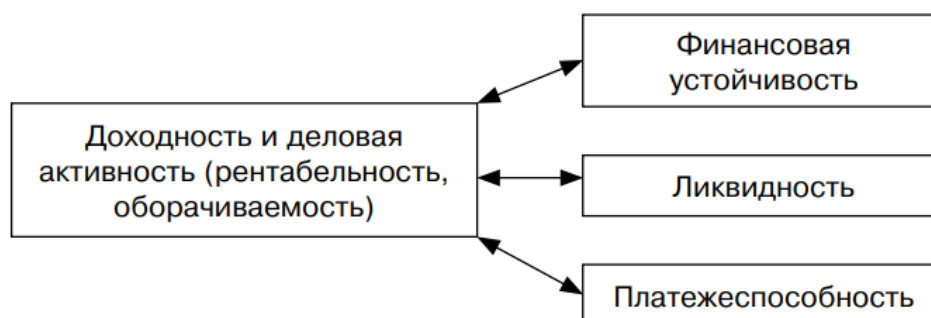 Финансовая
устойчивость
Доходность и деловая
активность (рентабельность,
оборачиваемость)
Ликвидность
Платежеспособность